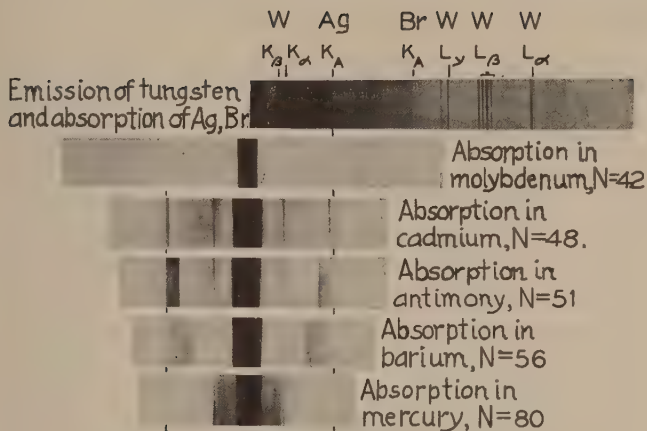 W Ag Br W W W
Kβ Kα KA KA Lγ Lβ Lα
Emission of tungsten
and absorption of Ag, Br
Absorption in
molybdenum, N=42
Absorption in
cadmium, N=48.
Absorption in
antimony, N=51
Absorption in
barium, N=56
Absorption in
mercury, N=80